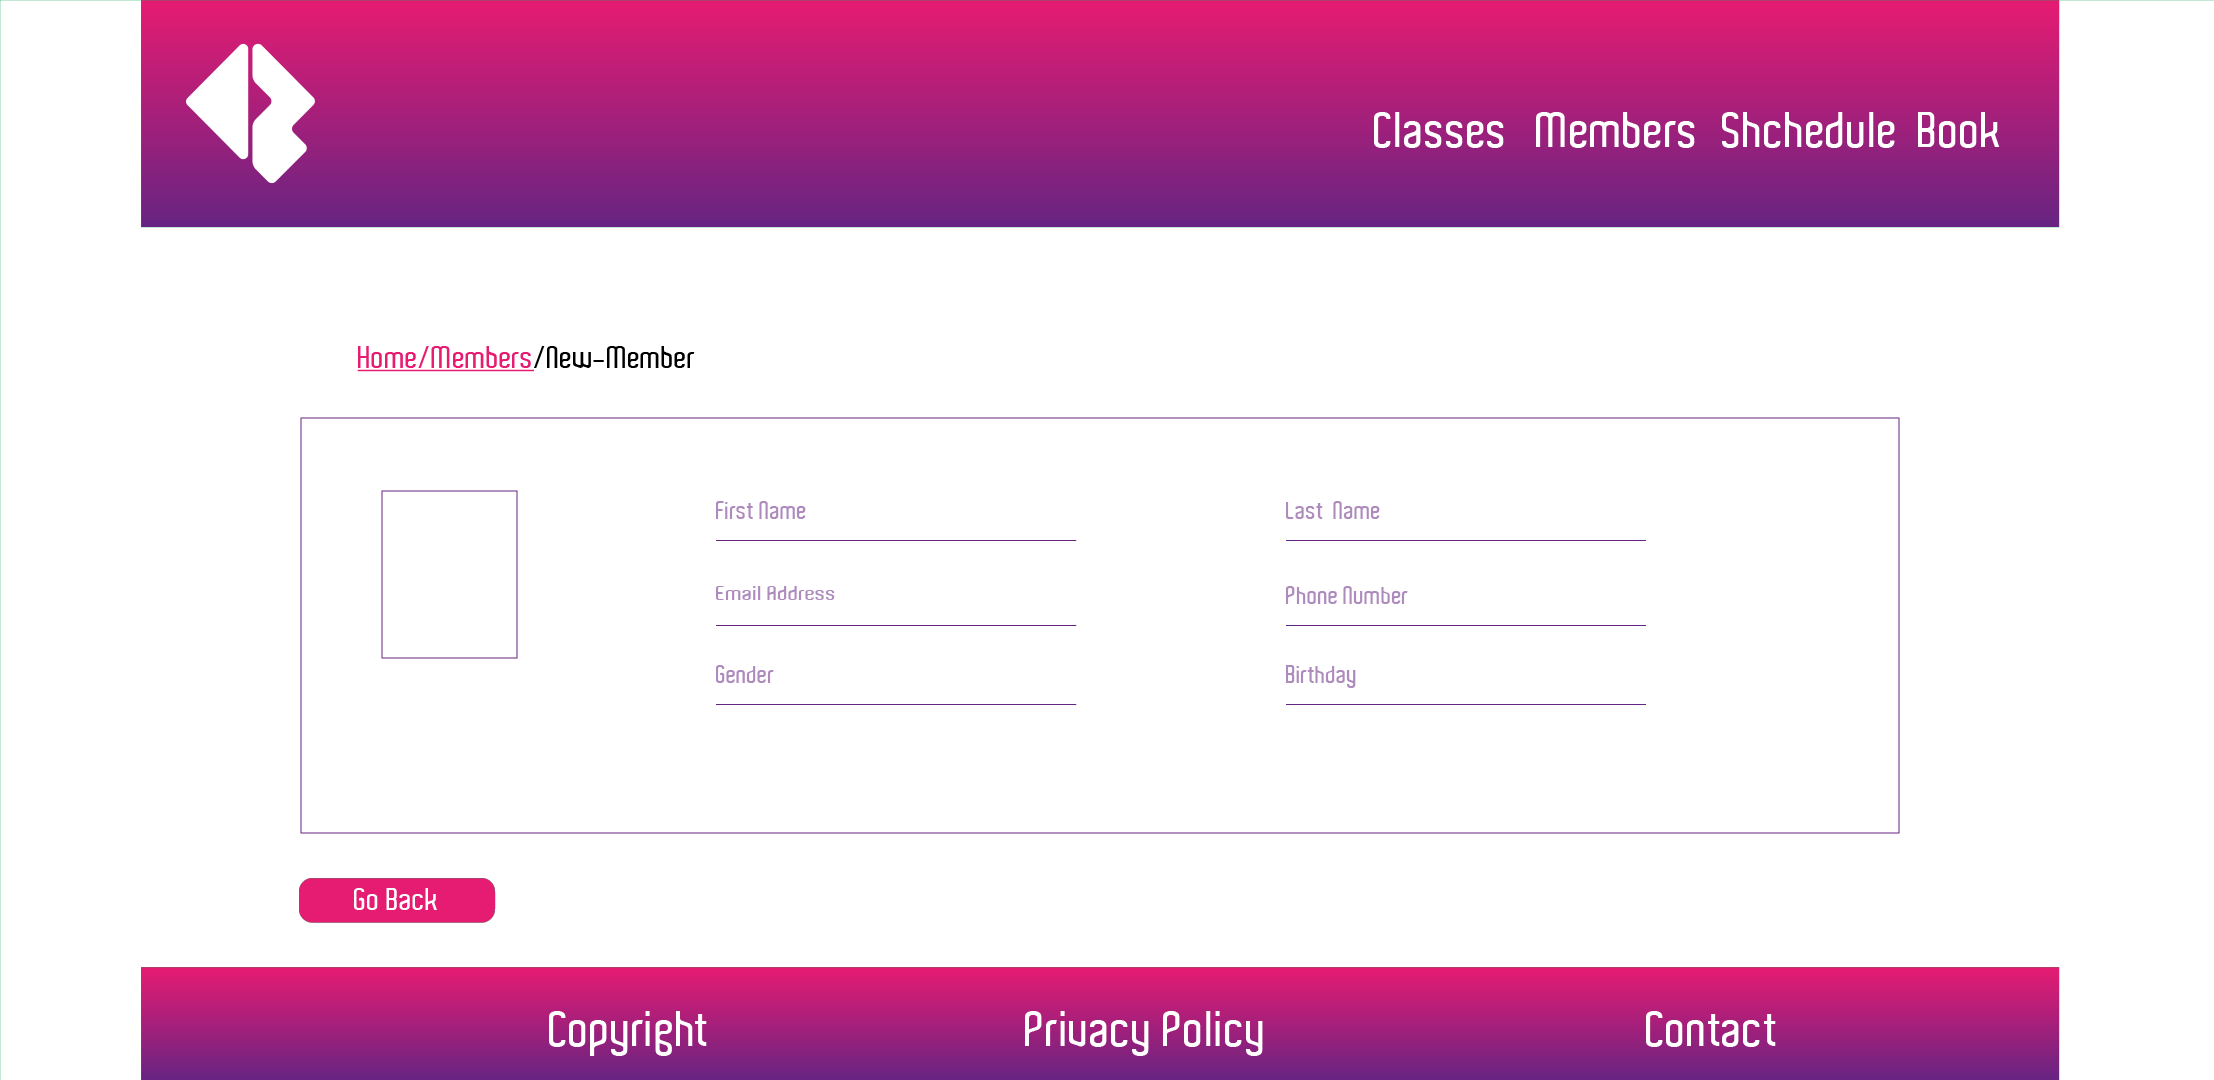 Classes Members Shchedule Book
Home/Members/New-Member
First Name
Last Name
Email Address
Phone Number
Gender
Birthday
Go Back
Copyright Privacy Policy Contact